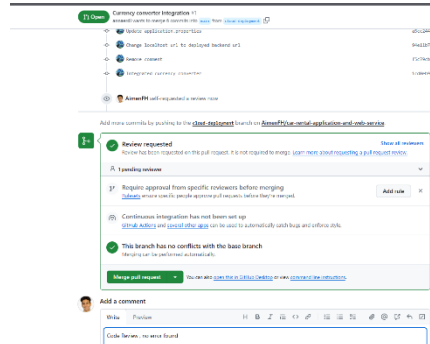 Open
Currency converter Integration #1
wants to merge 4 commits into base from cloud-deployment
Update application.properties
Change localhost url to deployed backend url
Remove comment
Integrated currency converter
AimenFH self-requested a review now
Add more commits by pushing to the cloud-deployment branch on AimenFH/car-rental-application-and-web-service.
Review requested
Show all reviewers
Review has been requested on this pull request. It is not required to merge. Learn more about requesting a pull request review.
1 pending reviewer
Require approval from specific reviewers before merging
Rulesets ensure specific people approve pull requests before they're merged.
Add rule
Continuous integration has not been set up
GitHub Actions and several other apps can be used to automatically catch bugs and enforce style.
This branch has no conflicts with the base branch
Merging can be performed automatically.
Merge pull request
You can also open this in GitHub Desktop or view command line instructions.
Add a comment
Write Preview
Code Review, no error found